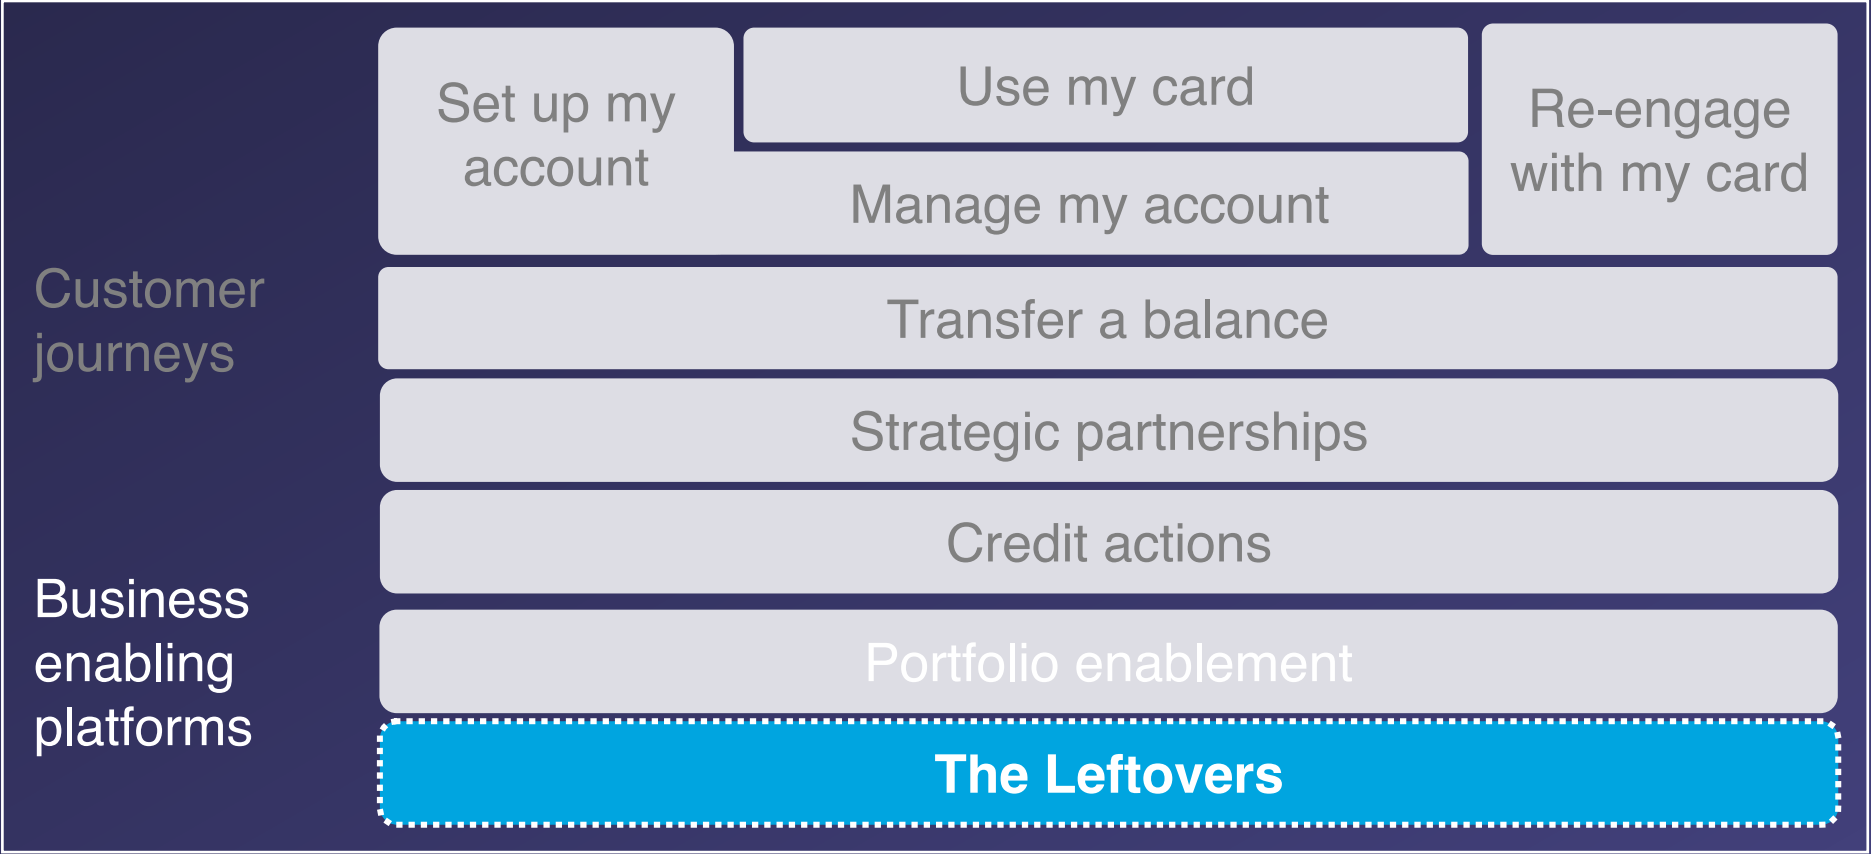 Set up my
account
Use my card
Re-engage
with my card
Manage my account
Customer
journeys
Transfer a balance
Strategic partnerships
Credit actions
Business
enabling
platforms
Portfolio enablement
The Leftovers